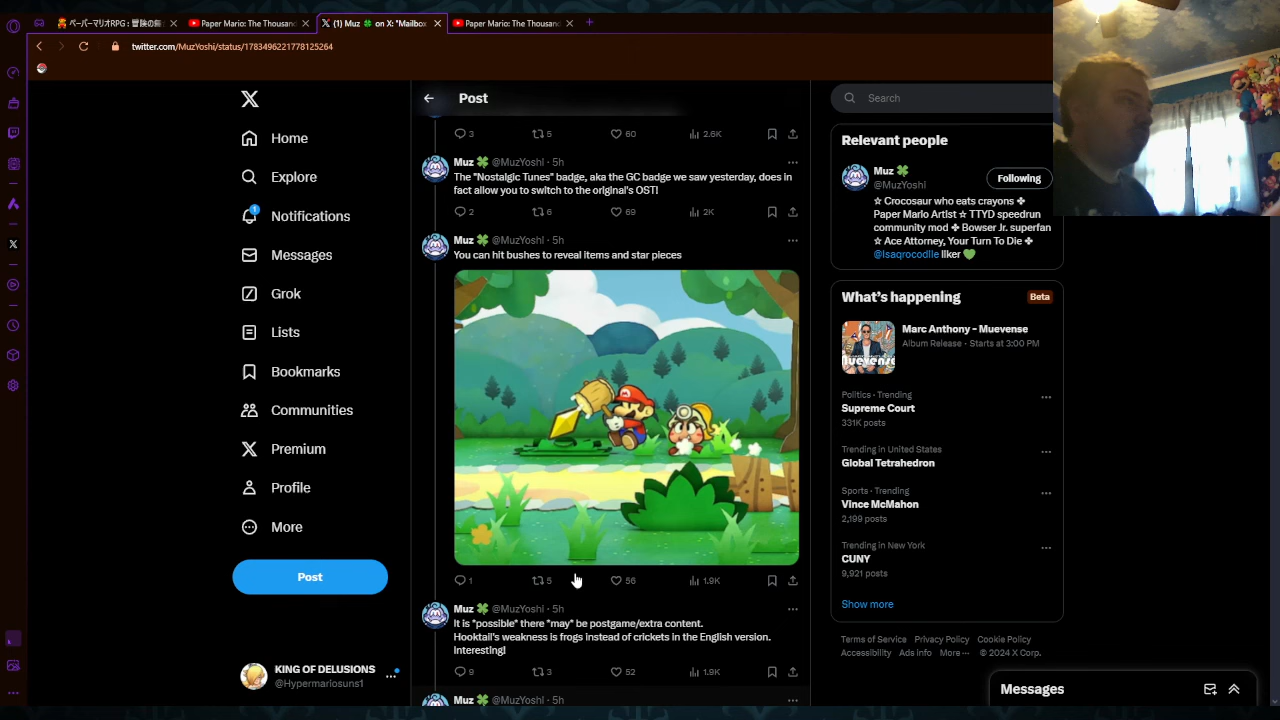 ペーパーマリオRPG : 冒険の舞
Paper Mario: The Thousand
(1) Muz 🍀 on X: "Mailbox
Paper Mario: The Thousand
twitter.com/MuzYoshi/status/1783496221778125264
Post
Search
Home
Explore
1
Notifications
Messages
Grok
Lists
Bookmarks
Communities
Premium
Profile
More
Post
KING OF DELUSIONS
@Hypermariosuns1
3 5 60 2.6K
Muz 🍀 @MuzYoshi · 5h
The "Nostalgic Tunes" badge, aka the GC badge we saw yesterday, does in
fact allow you to switch to the original's OST!
2 6 69 2K
Muz 🍀 @MuzYoshi · 5h
You can hit bushes to reveal items and star pieces
1 5 56 1.9K
Muz 🍀 @MuzYoshi · 5h
It is *possible* there *may* be postgame/extra content.
Hooktail's weakness is frogs instead of crickets in the English version.
Interesting!
9 3 52 1.9K
Muz 🍀 @MuzYoshi · 5h
Relevant people
Muz 🍀
@MuzYoshi
Following
☆ Crocosaur who eats crayons ✤
Paper Mario Artist ☆ TTYD speedrun
community mod ✤ Bowser Jr. superfan
☆ Ace Attorney, Your Turn To Die ✤
@Isaqrocodile liker 💚
What's happening
Beta
Marc Anthony - Muevense
Album Release · Starts at 3:00 PM
Politics · Trending
Supreme Court
331K posts
Trending in United States
Global Tetrahedron
Sports · Trending
Vince McMahon
2,199 posts
Trending in New York
CUNY
9,921 posts
Show more
Terms of Service Privacy Policy Cookie Policy
Accessibility Ads info More ··· © 2024 X Corp.
Messages